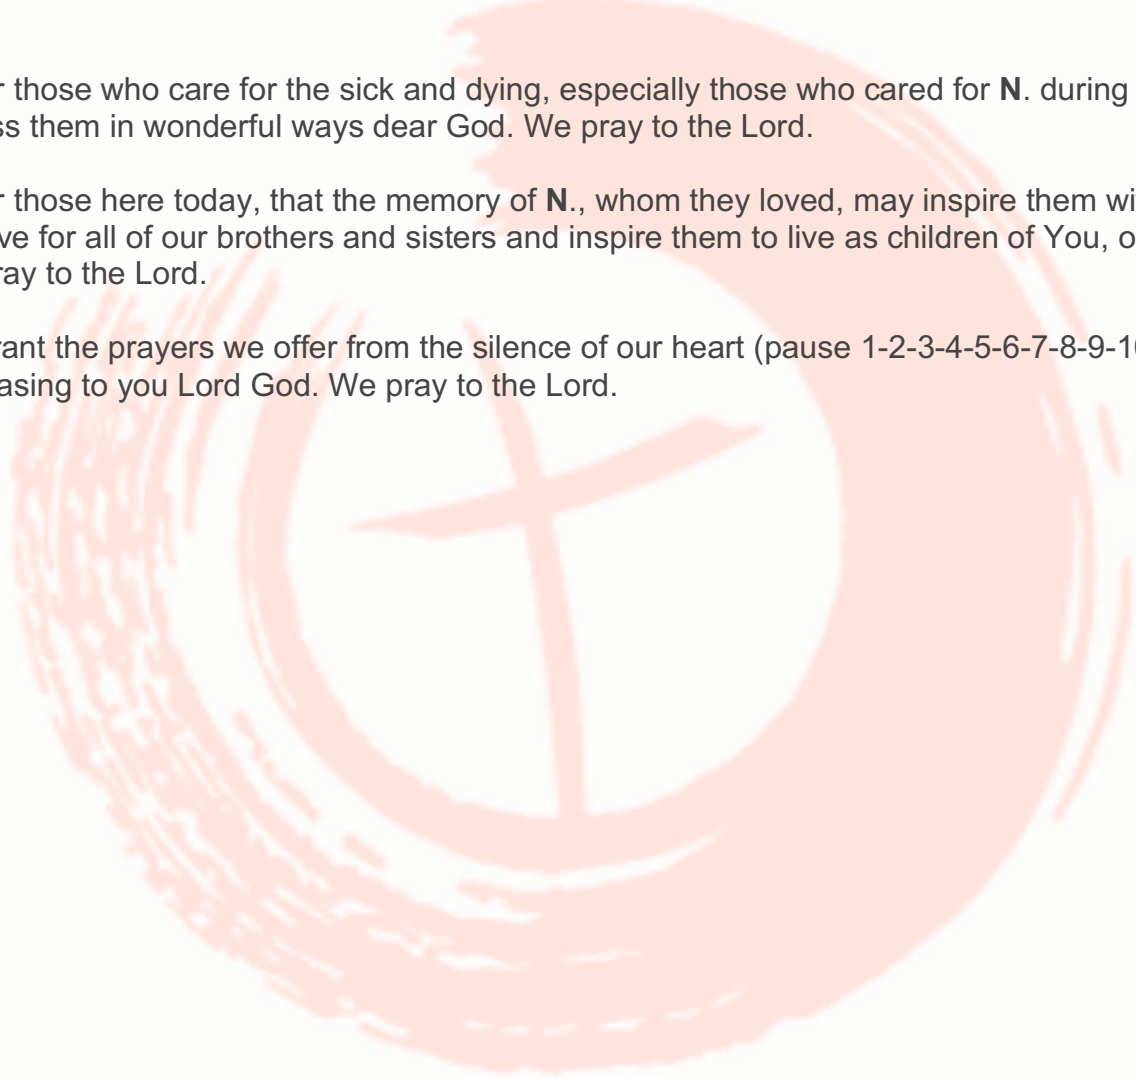 r those who care for the sick and dying, especially those who cared for N. during
ss them in wonderful ways dear God. We pray to the Lord.
r those here today, that the memory of N., whom they loved, may inspire them wi
ve for all of our brothers and sisters and inspire them to live as children of You, o
ray to the Lord.
rant the prayers we offer from the silence of our heart (pause 1-2-3-4-5-6-7-8-9-10
asing to you Lord God. We pray to the Lord.